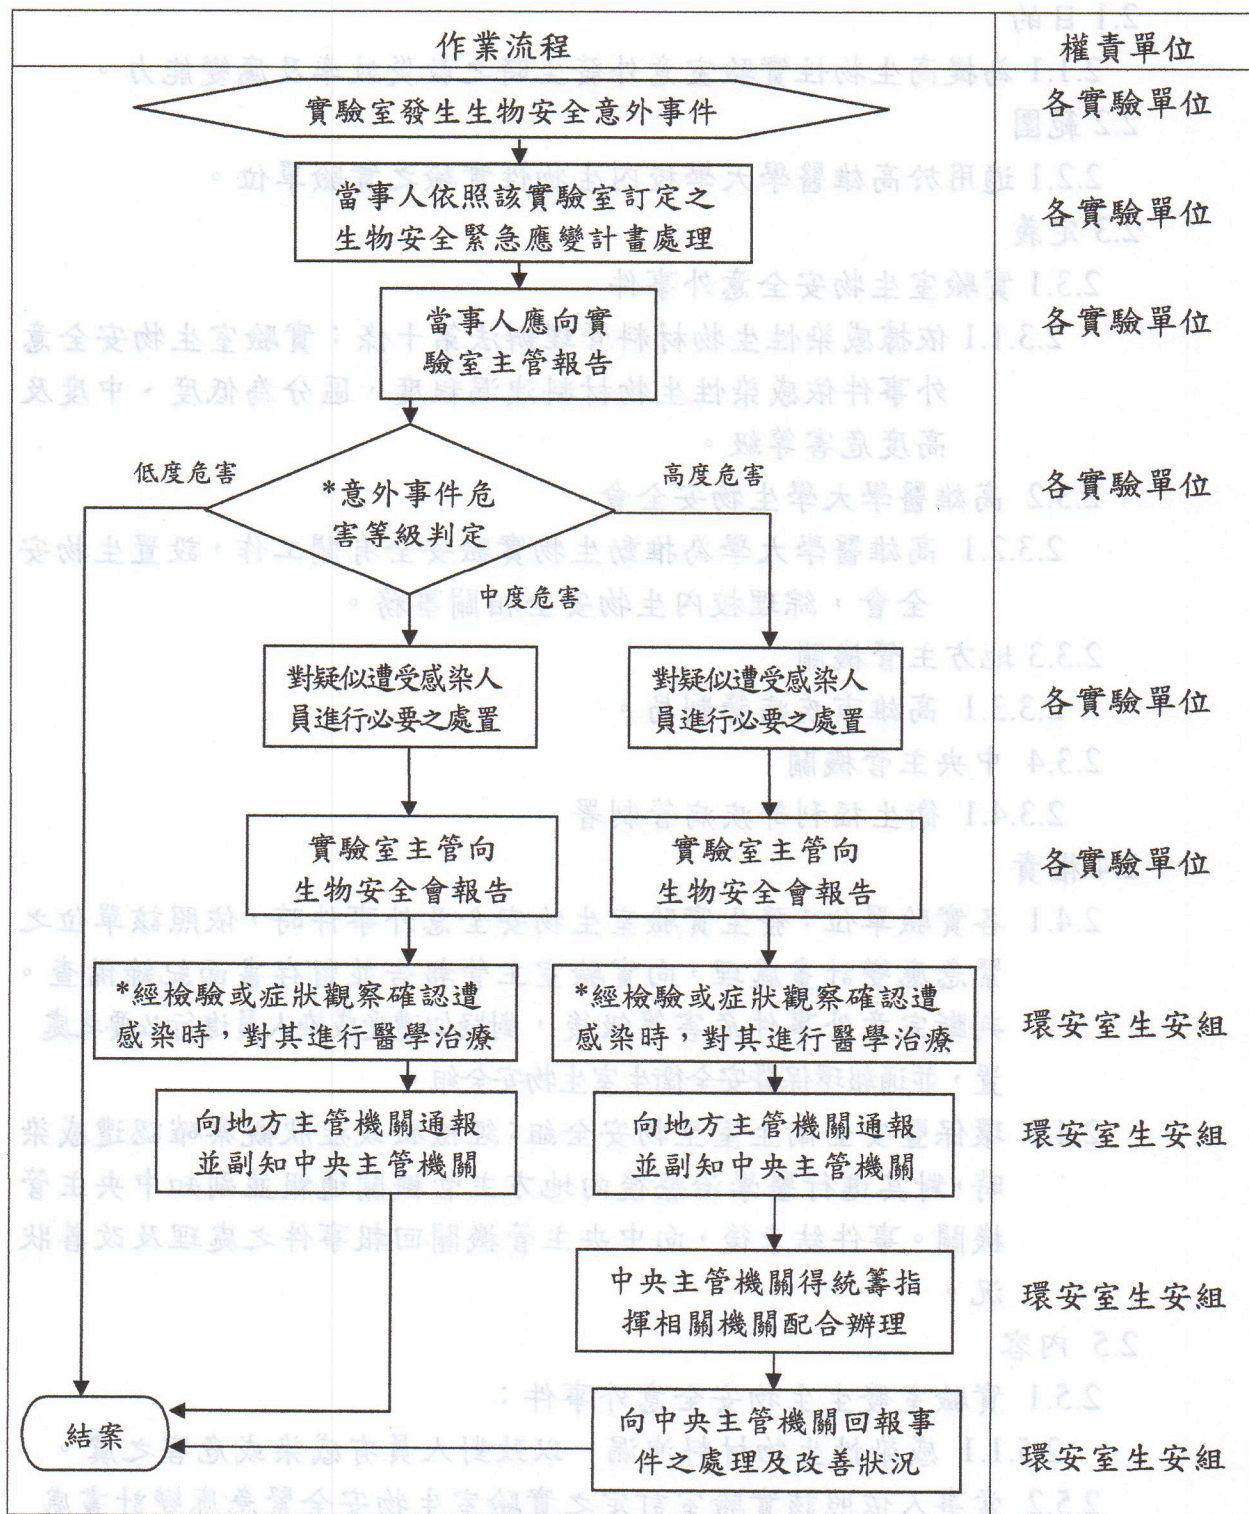 作業流程
權責單位
實驗室發生生物安全意外事件
各實驗單位
當事人依照該實驗室訂定之
生物安全緊急應變計畫處理
各實驗單位
當事人應向實
驗室主管報告
各實驗單位
低度危害
高度危害
*意外事件危
害等級判定
各實驗單位
中度危害
對疑似遭受感染人
員進行必要之處置
對疑似遭受感染人
員進行必要之處置
各實驗單位
實驗室主管向
生物安全會報告
實驗室主管向
生物安全會報告
各實驗單位
*經檢驗或症狀觀察確認遭
感染時，對其進行醫學治療
*經檢驗或症狀觀察確認遭
感染時，對其進行醫學治療
環安室生安組
向地方主管機關通報
並副知中央主管機關
向地方主管機關通報
並副知中央主管機關
環安室生安組
中央主管機關得統籌指
揮相關機關配合辦理
環安室生安組
結案
向中央主管機關回報事
件之處理及改善狀況
環安室生安組